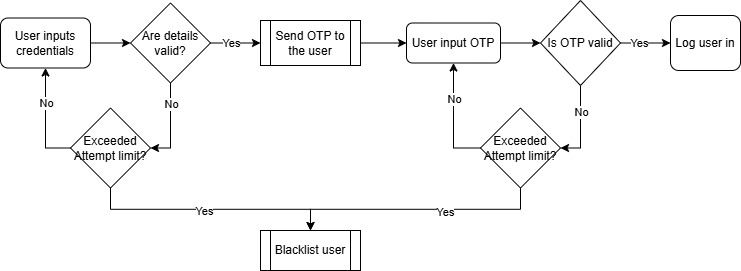 User inputs
credentials
Are details
valid?
Yes
Send OTP to
the user
User input OTP
Is OTP valid
Yes
Log user in
No
No
No
No
Exceeded
Attempt limit?
Exceeded
Attempt limit?
Yes
Yes
Blacklist user